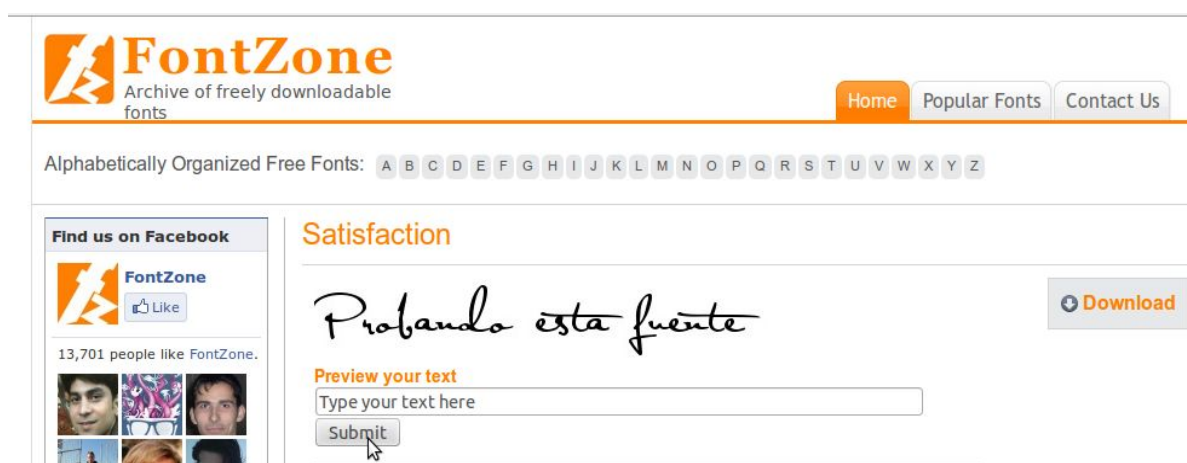 FontZone
Archive of freely downloadable
fonts
Home Popular Fonts Contact Us
Alphabetically Organized Free Fonts: A B C D E F G H I J K L M N O P Q R S T U V W X Y Z
Find us on Facebook
FontZone
Like
13,701 people like FontZone.
Satisfaction
Probando esta fuente
Download
Preview your text
Type your text here
Submit